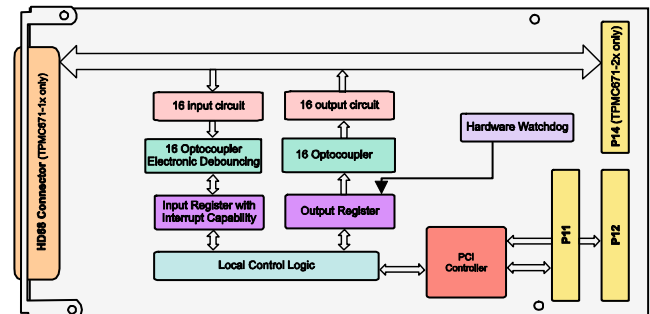 HD68 Connector (TPMC671-1x only)
P14 (TPMC671-2x only)
16 input circuit
16 output circuit
Hardware Watchdog
16 Optocoupler
Electronic Debouncing
16 Optocoupler
Input Register with
Interrupt Capability
Output Register
P11
P12
Local Control Logic
PCI
Controller